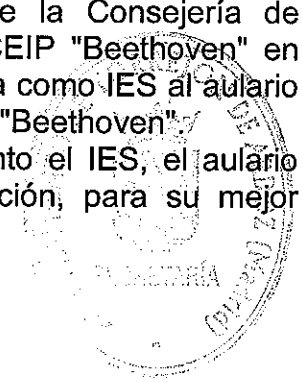 e la Consejería de
CEIP "Beethoven" en
a como IES al aulario
"Beethoven".
nto el IES, el aulario
ción, para su mejor
(Madrid)